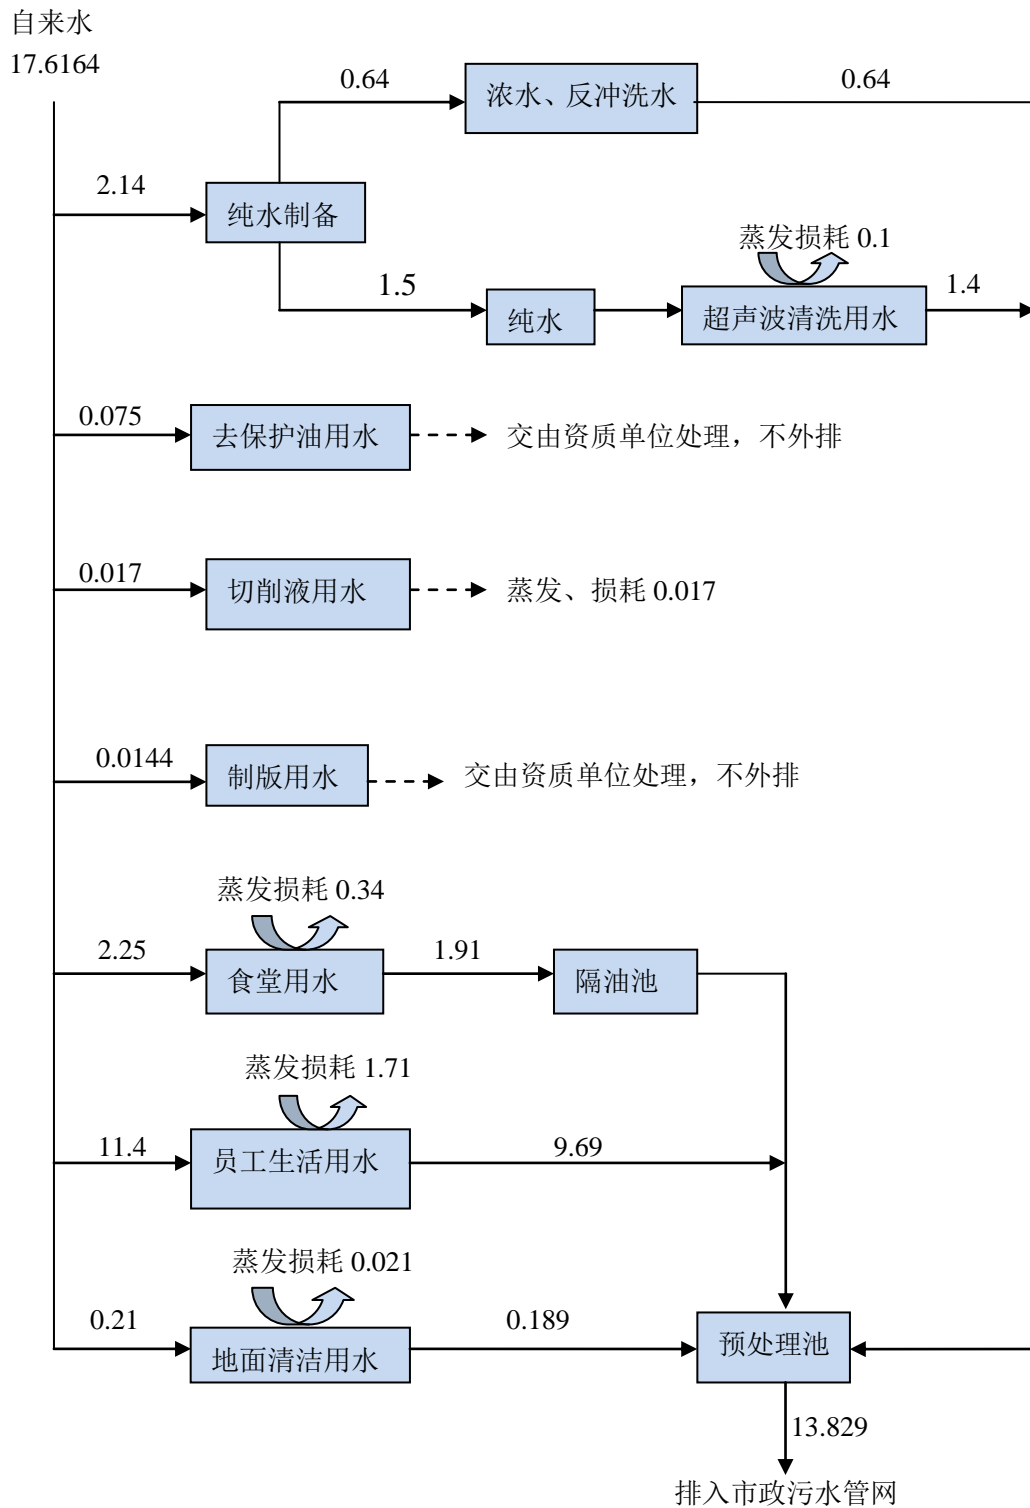 自来水
17.6164
0.64
浓水、反冲洗水
0.64
2.14
纯水制备
蒸发损耗 0.1
1.5
纯水
超声波清洗用水
1.4
0.075
去保护油用水
交由资质单位处理，不外排
0.017
切削液用水
蒸发、损耗 0.017
0.0144
制版用水
交由资质单位处理，不外排
蒸发损耗 0.34
2.25
食堂用水
1.91
隔油池
蒸发损耗 1.71
11.4
员工生活用水
9.69
蒸发损耗 0.021
0.21
地面清洁用水
0.189
预处理池
13.829
排入市政污水管网